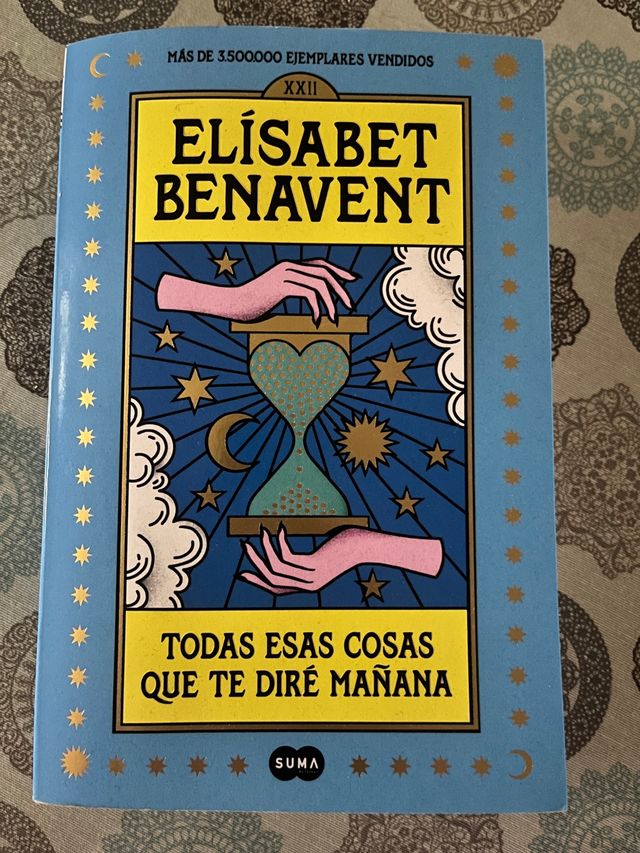 MÁS DE 3.500.000 EJEMPLARES VENDIDOS
XXII
ELÍSABET
BENAVENT
TODAS ESAS COSAS
QUE TE DIRÉ MAÑANA
SUMA